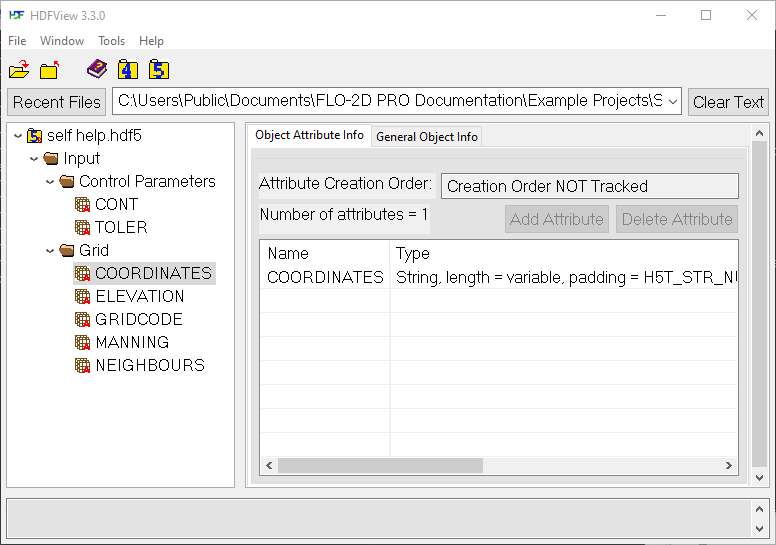 HDFView 3.3.0
File Window Tools Help
4 5
Recent Files C:\Users\Public\Documents\FLO-2D PRO Documentation\Example Projects\S Clear Text
5 self help.hdf5
Input
Control Parameters
CONT
TOLER
Grid
COORDINATES
ELEVATION
GRIDCODE
MANNING
NEIGHBOURS
Object Attribute Info General Object Info
Attribute Creation Order: Creation Order NOT Tracked
Number of attributes = 1 Add Attribute Delete Attribute
Name Type
COORDINATES String, length = variable, padding = H5T_STR_NU